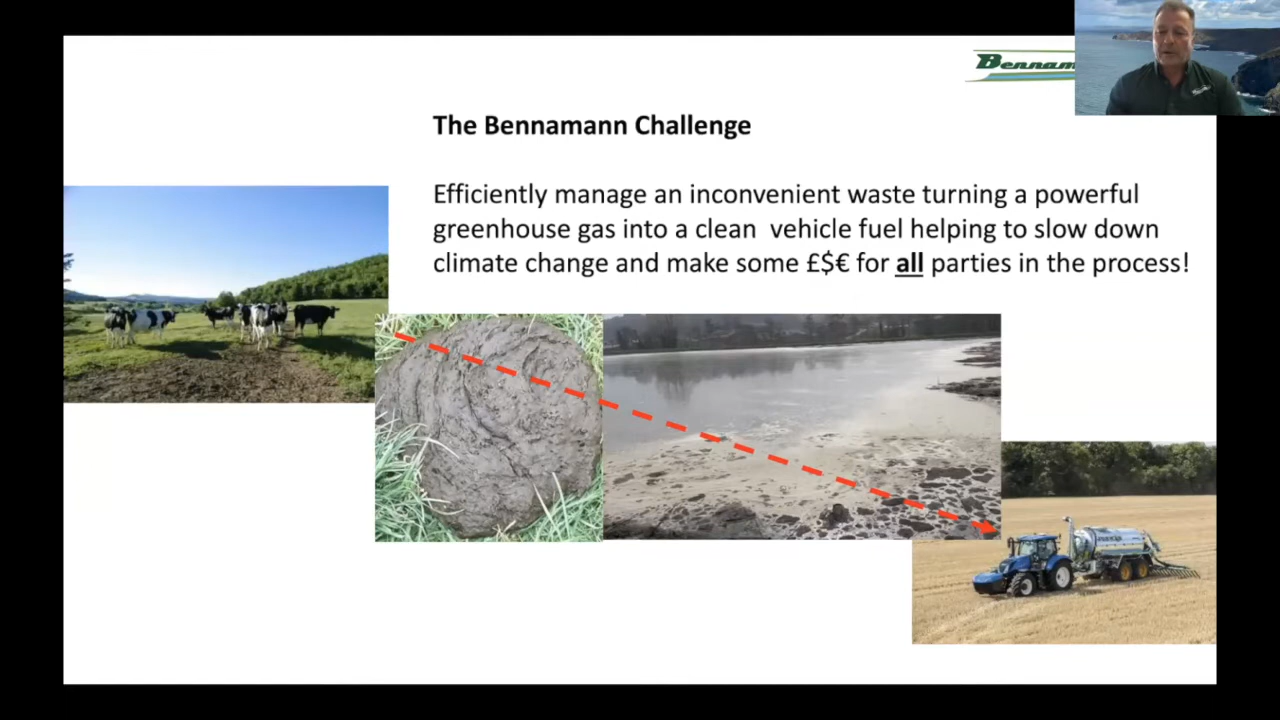 The Bennamann Challenge
Efficiently manage an inconvenient waste turning a powerful
greenhouse gas into a clean vehicle fuel helping to slow down
climate change and make some £$€ for all parties in the process!